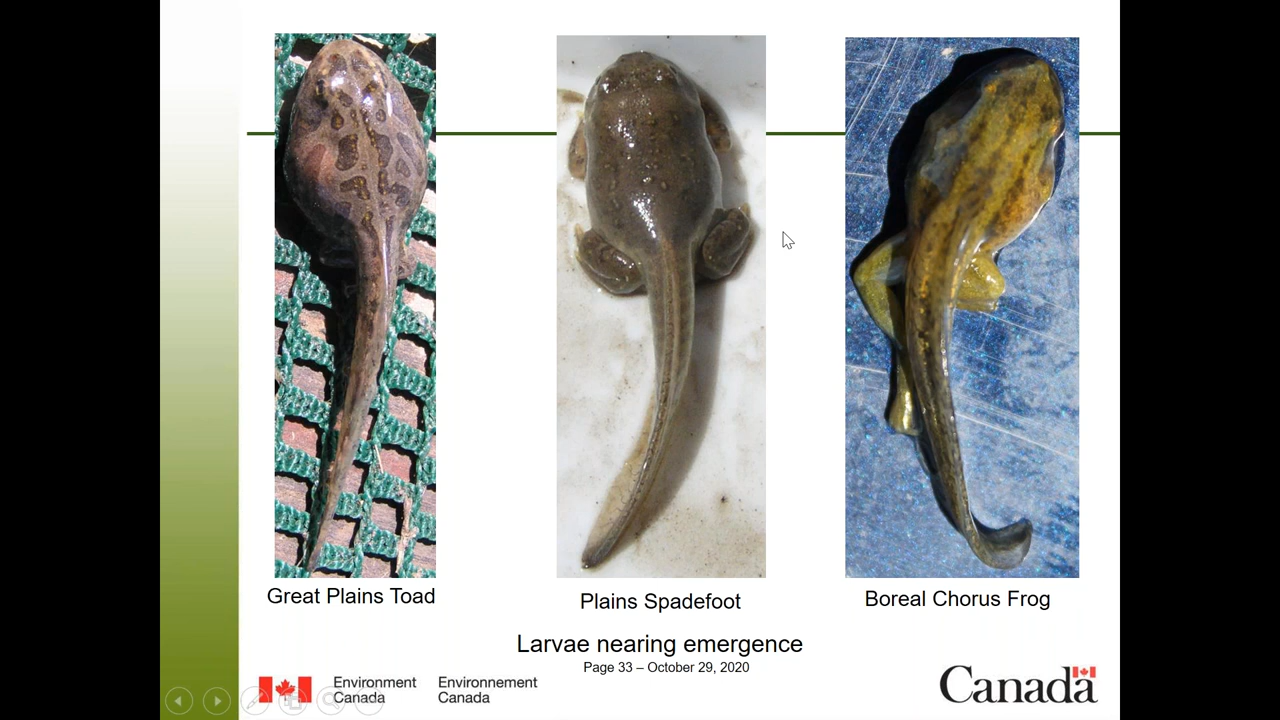 Great Plains Toad
Plains Spadefoot
Boreal Chorus Frog
Larvae nearing emergence
Page 33 – October 29, 2020
Environment
Canada
Environnement
Canada
Canada